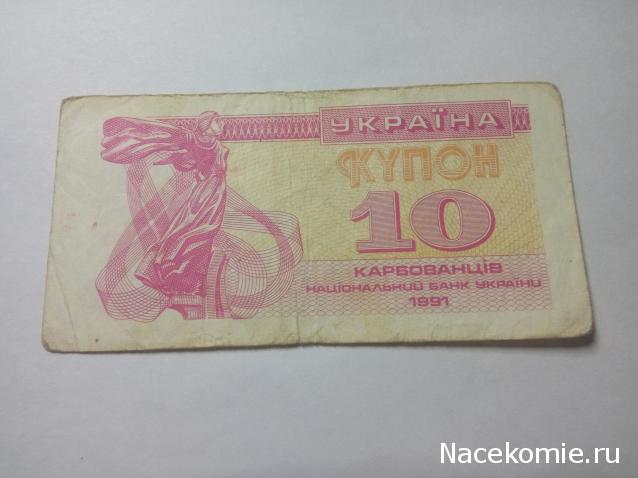 УКРАЇНА
КУПОН
10
КАРБОВАНЦІВ
НАЦІОНАЛЬНИЙ БАНК УКРАЇНИ
1991
Nacekomie.ru